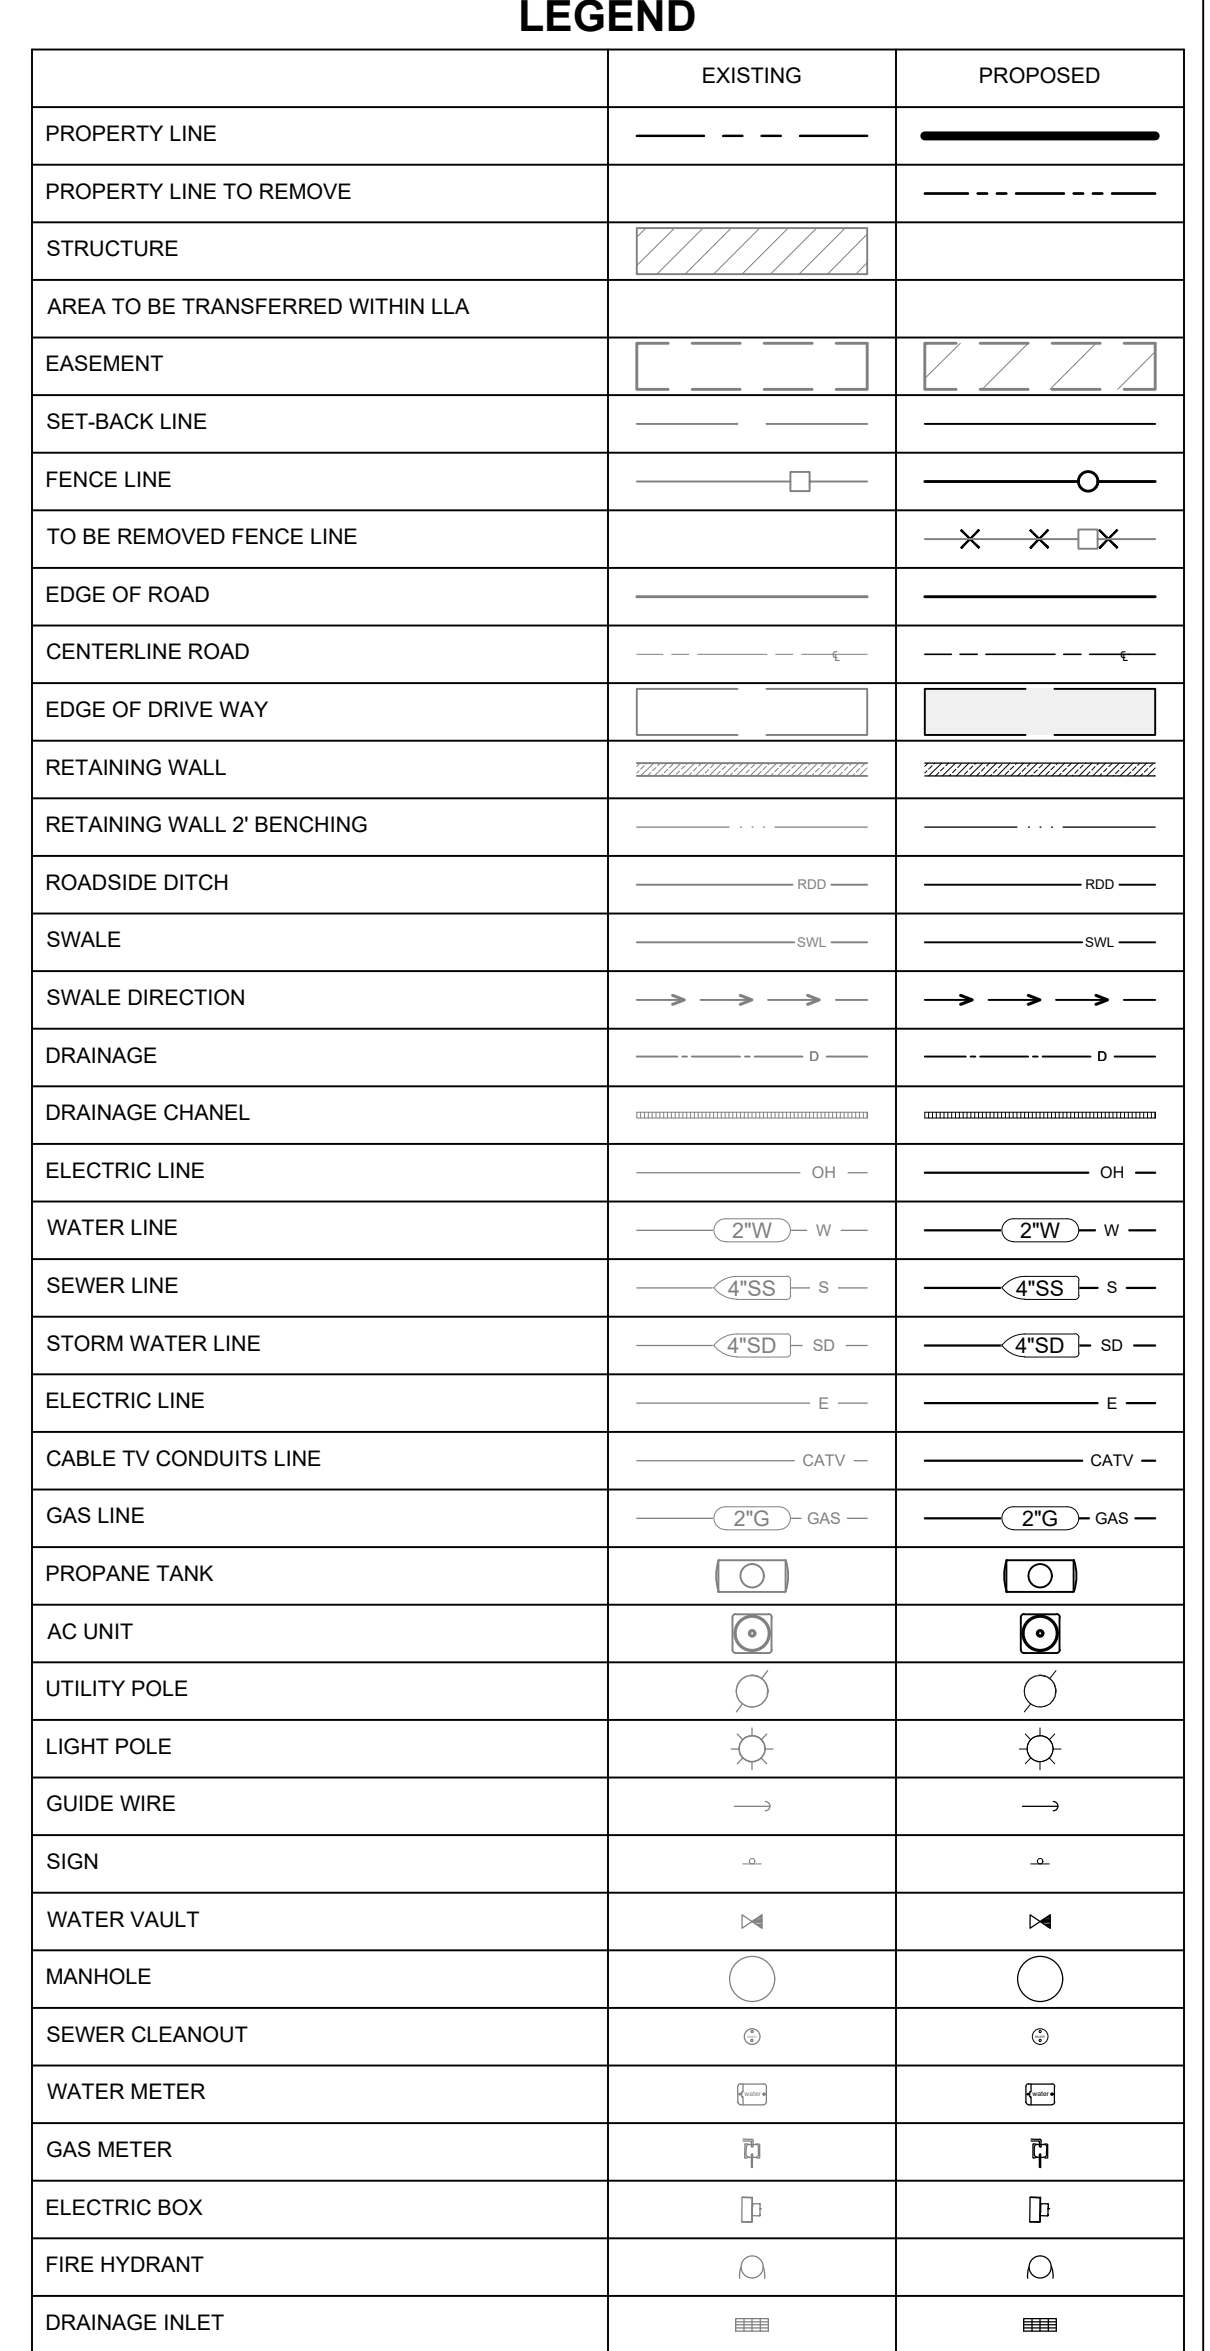 LEGEND
EXISTING PROPOSED
PROPERTY LINE
PROPERTY LINE TO REMOVE
STRUCTURE
AREA TO BE TRANSFERRED WITHIN LLA
EASEMENT
SET-BACK LINE
FENCE LINE
TO BE REMOVED FENCE LINE
EDGE OF ROAD
CENTERLINE ROAD ℄ ℄
EDGE OF DRIVE WAY
RETAINING WALL
RETAINING WALL 2' BENCHING
ROADSIDE DITCH RDD RDD
SWALE SWL SWL
SWALE DIRECTION
DRAINAGE D D
DRAINAGE CHANEL
ELECTRIC LINE OH OH
WATER LINE 2"W W 2"W W
SEWER LINE 4"SS S 4"SS S
STORM WATER LINE 4"SD SD 4"SD SD
ELECTRIC LINE E E
CABLE TV CONDUITS LINE CATV CATV
GAS LINE 2"G GAS 2"G GAS
PROPANE TANK
AC UNIT
UTILITY POLE
LIGHT POLE
GUIDE WIRE
SIGN
WATER VAULT
MANHOLE
SEWER CLEANOUT
WATER METER water water
GAS METER
ELECTRIC BOX
FIRE HYDRANT
DRAINAGE INLET